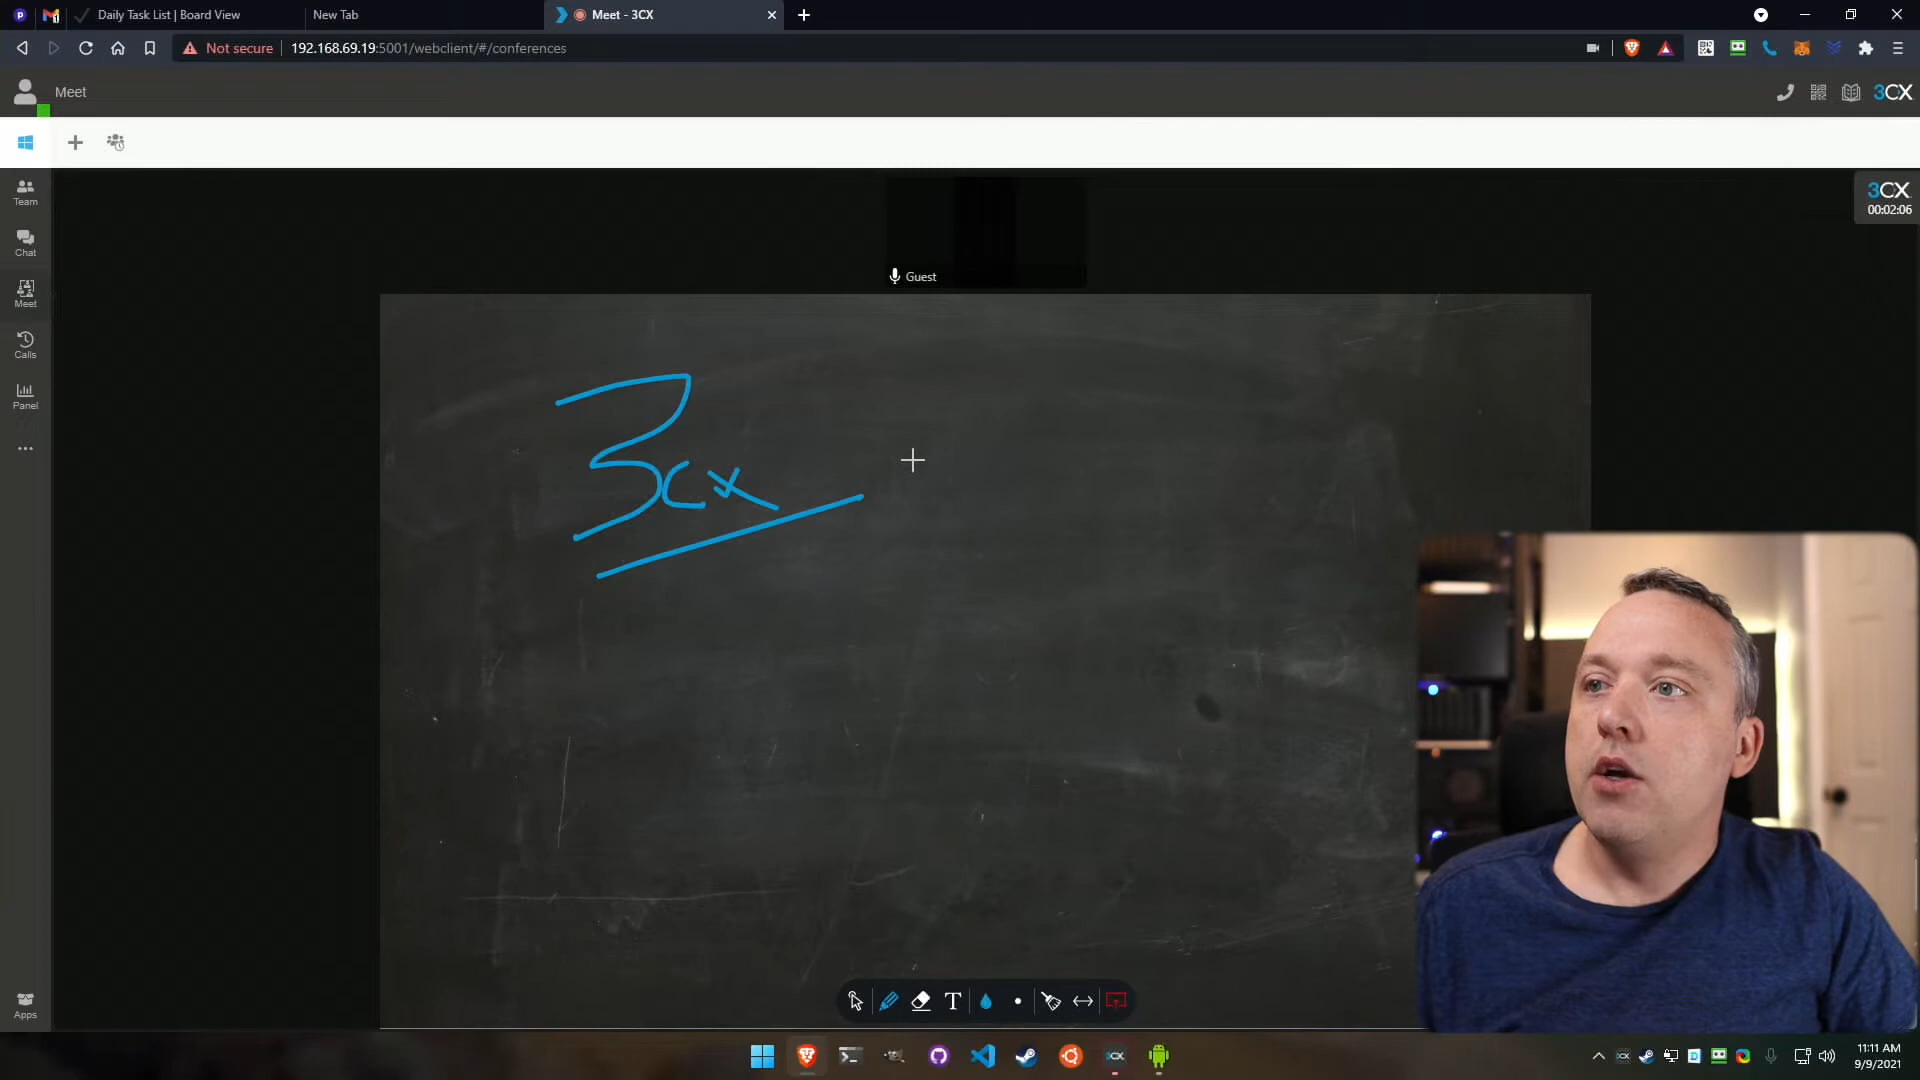 Daily Task List | Board View
New Tab
Meet - 3CX
Not secure
192.168.69.19:5001/webclient/#/conferences
Meet
3CX
Team
Chat
Meet
Calls
Panel
Apps
3CX
00:02:06
Guest
3cx
T
3CX
11:11 AM
9/9/2021